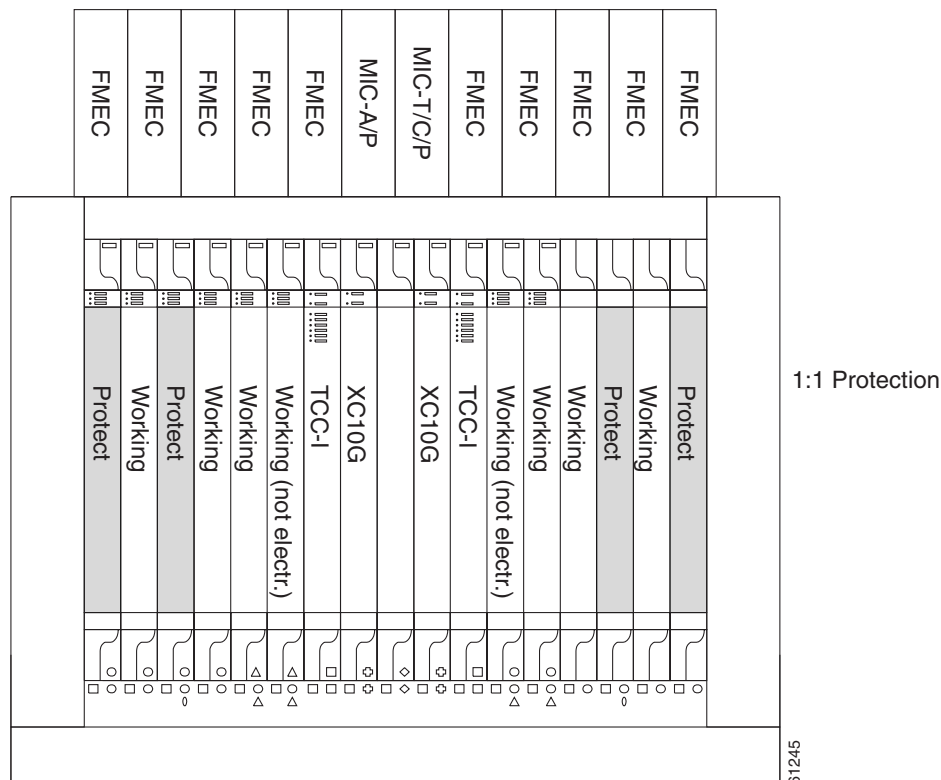 FMEC
FMEC
FMEC
FMEC
FMEC
MIC-A/P
MIC-T/C/P
FMEC
FMEC
FMEC
FMEC
FMEC
Protect
Working
Protect
Working
Working
Working (not electr.)
TCC-I
XC10G
XC10G
TCC-I
Working (not electr.)
Working
Working
Protect
Working
Protect
1:1 Protection
61245